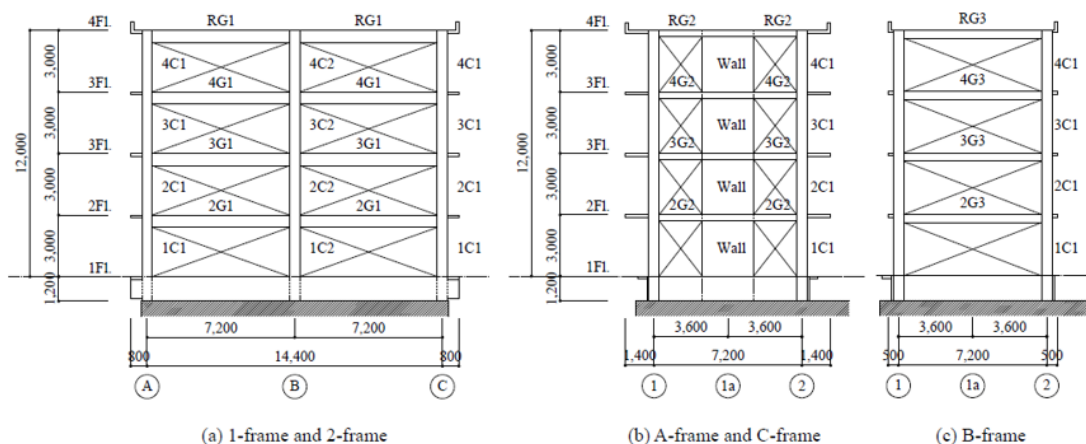 4Fl. RG1 RG1
3,000 4C1 4C2 4C1
3Fl. 4G1 4G1
3,000 3C1 3C2 3C1
12,000
3Fl. 3G1 3G1
3,000 2C1 2C2 2C1
2Fl. 2G1 2G1
3,000 1C1 1C2 1C1
1Fl.
1,200
7,200 7,200
800 14,400 800
A B C
(a) 1-frame and 2-frame
4Fl. RG2 RG2
3,000 Wall 4C1
3Fl. 4G2 4G2
3,000 Wall 3C1
12,000
3Fl. 3G2 3G2
3,000 Wall 2C1
2Fl. 2G2 2G2
3,000 Wall 1C1
1Fl.
1,200
3,600 3,600
1,400 7,200 1,400
1 1a 2
(b) A-frame and C-frame
RG3
4C1
4G3
3C1
3G3
2C1
2G3
1C1
3,600 3,600
500 7,200 500
1 1a 2
(c) B-frame